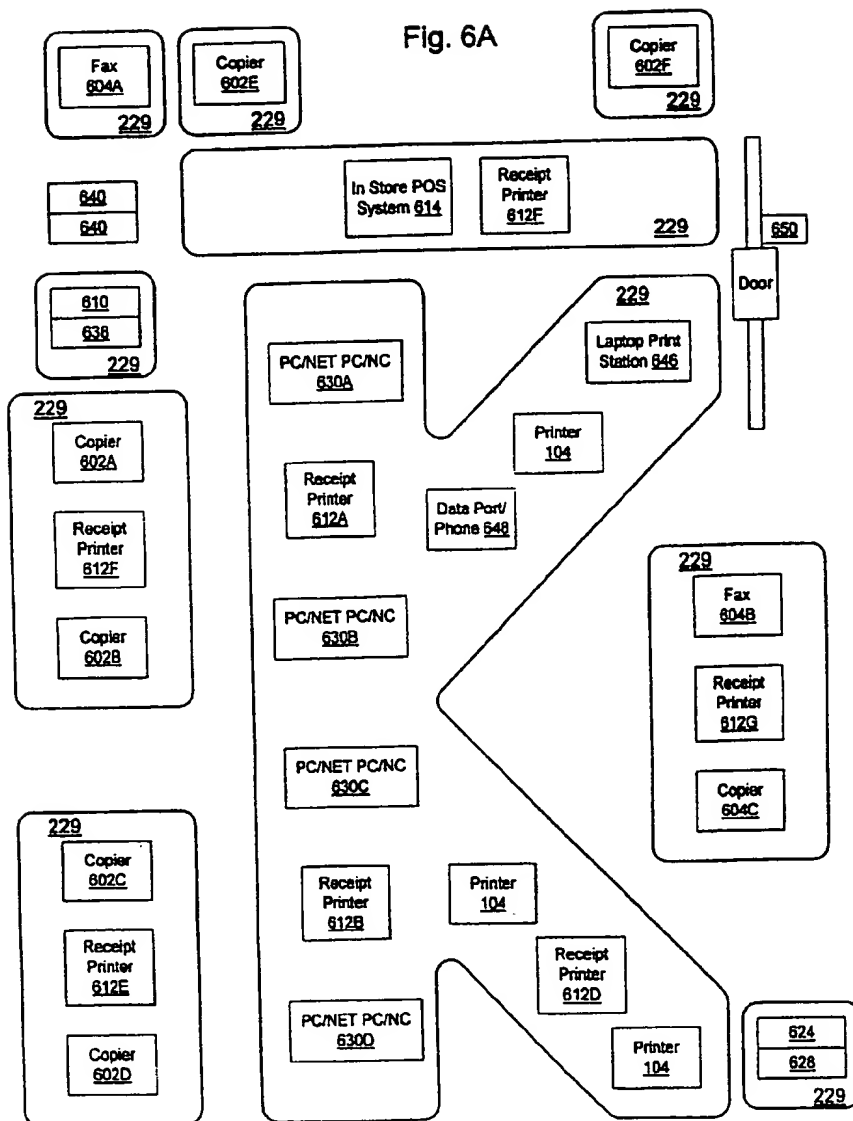 Fig. 6A
Fax
604A
229
Copier
602E
229
Copier
602F
229
In Store POS
System 614
Receipt
Printer
612F
229
640
640
650
Door
610
638
229
229
Laptop Print
Station 646
PC/NET PC/NC
630A
Printer
104
Receipt
Printer
612A
Data Port/
Phone 648
PC/NET PC/NC
630B
PC/NET PC/NC
630C
Receipt
Printer
612B
Printer
104
Receipt
Printer
612D
PC/NET PC/NC
630D
Printer
104
229
Copier
602A
Receipt
Printer
612F
Copier
602B
229
Fax
604B
Receipt
Printer
612G
Copier
604C
229
Copier
602C
Receipt
Printer
612E
Copier
602D
624
628
229